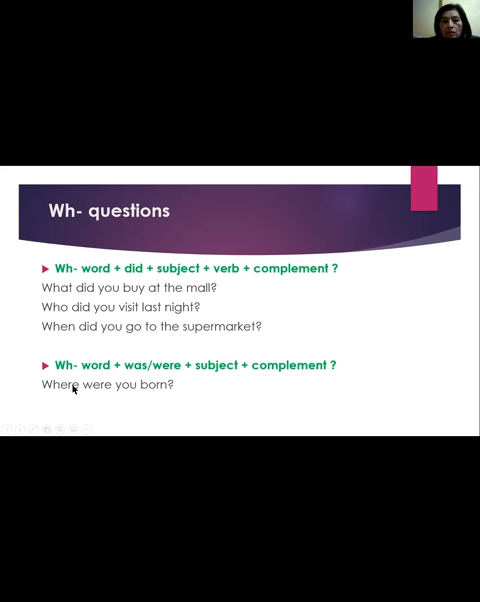 Wh- questions
Wh- word + did + subject + verb + complement ?
What did you buy at the mall?
Who did you visit last night?
When did you go to the supermarket?
Wh- word + was/were + subject + complement ?
Where were you born?